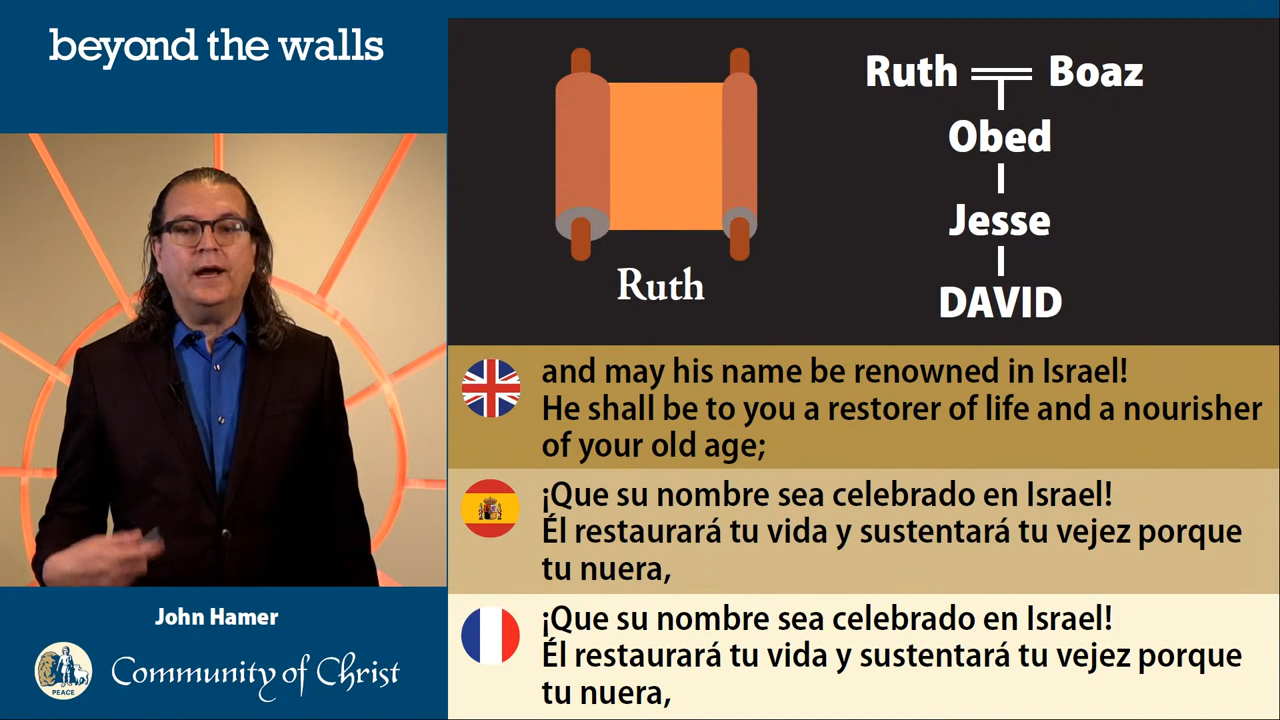 beyond the walls
Ruth
Ruth Boaz
Obed
Jesse
DAVID
and may his name be renowned in Israel!
He shall be to you a restorer of life and a nourisher
of your old age;
¡Que su nombre sea celebrado en Israel!
Él restaurará tu vida y sustentará tu vejez porque
tu nuera,
¡Que su nombre sea celebrado en Israel!
Él restaurará tu vida y sustentará tu vejez porque
tu nuera,
John Hamer
PEACE
Community of Christ